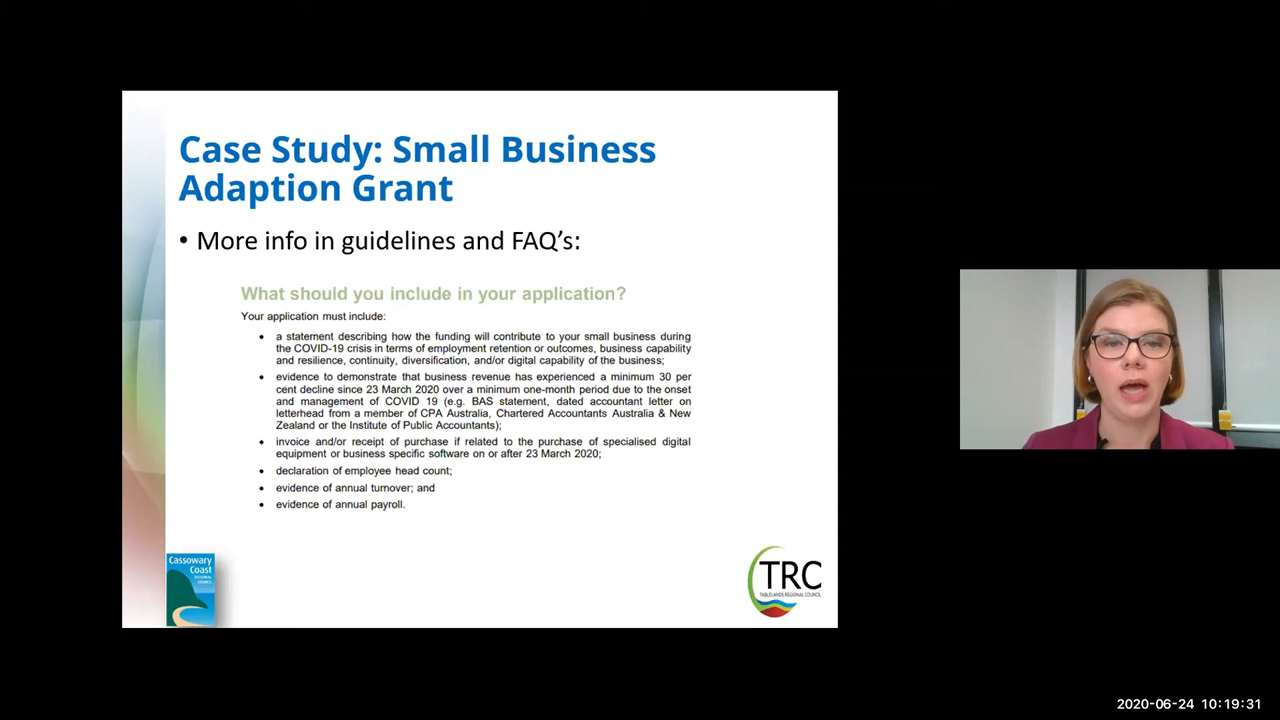 Case Study: Small Business
Adaption Grant
• More info in guidelines and FAQ's:
What should you include in your application?
Your application must include:
• a statement describing how the funding will contribute to your small business during
the COVID-19 crisis in terms of employment retention or outcomes, business capability
and resilience, continuity, diversification, and/or digital capability of the business;
• evidence to demonstrate that business revenue has experienced a minimum 30 per
cent decline since 23 March 2020 over a minimum one-month period due to the onset
and management of COVID 19 (e.g. BAS statement, dated accountant letter on
letterhead from a member of CPA Australia, Chartered Accountants Australia & New
Zealand or the Institute of Public Accountants);
• invoice and/or receipt of purchase if related to the purchase of specialised digital
equipment or business specific software on or after 23 March 2020;
• declaration of employee head count;
• evidence of annual turnover; and
• evidence of annual payroll.
Cassowary
Coast
REGIONAL
COUNCIL
TRC
TABLELANDS REGIONAL COUNCIL
2020-06-24 10:19:31